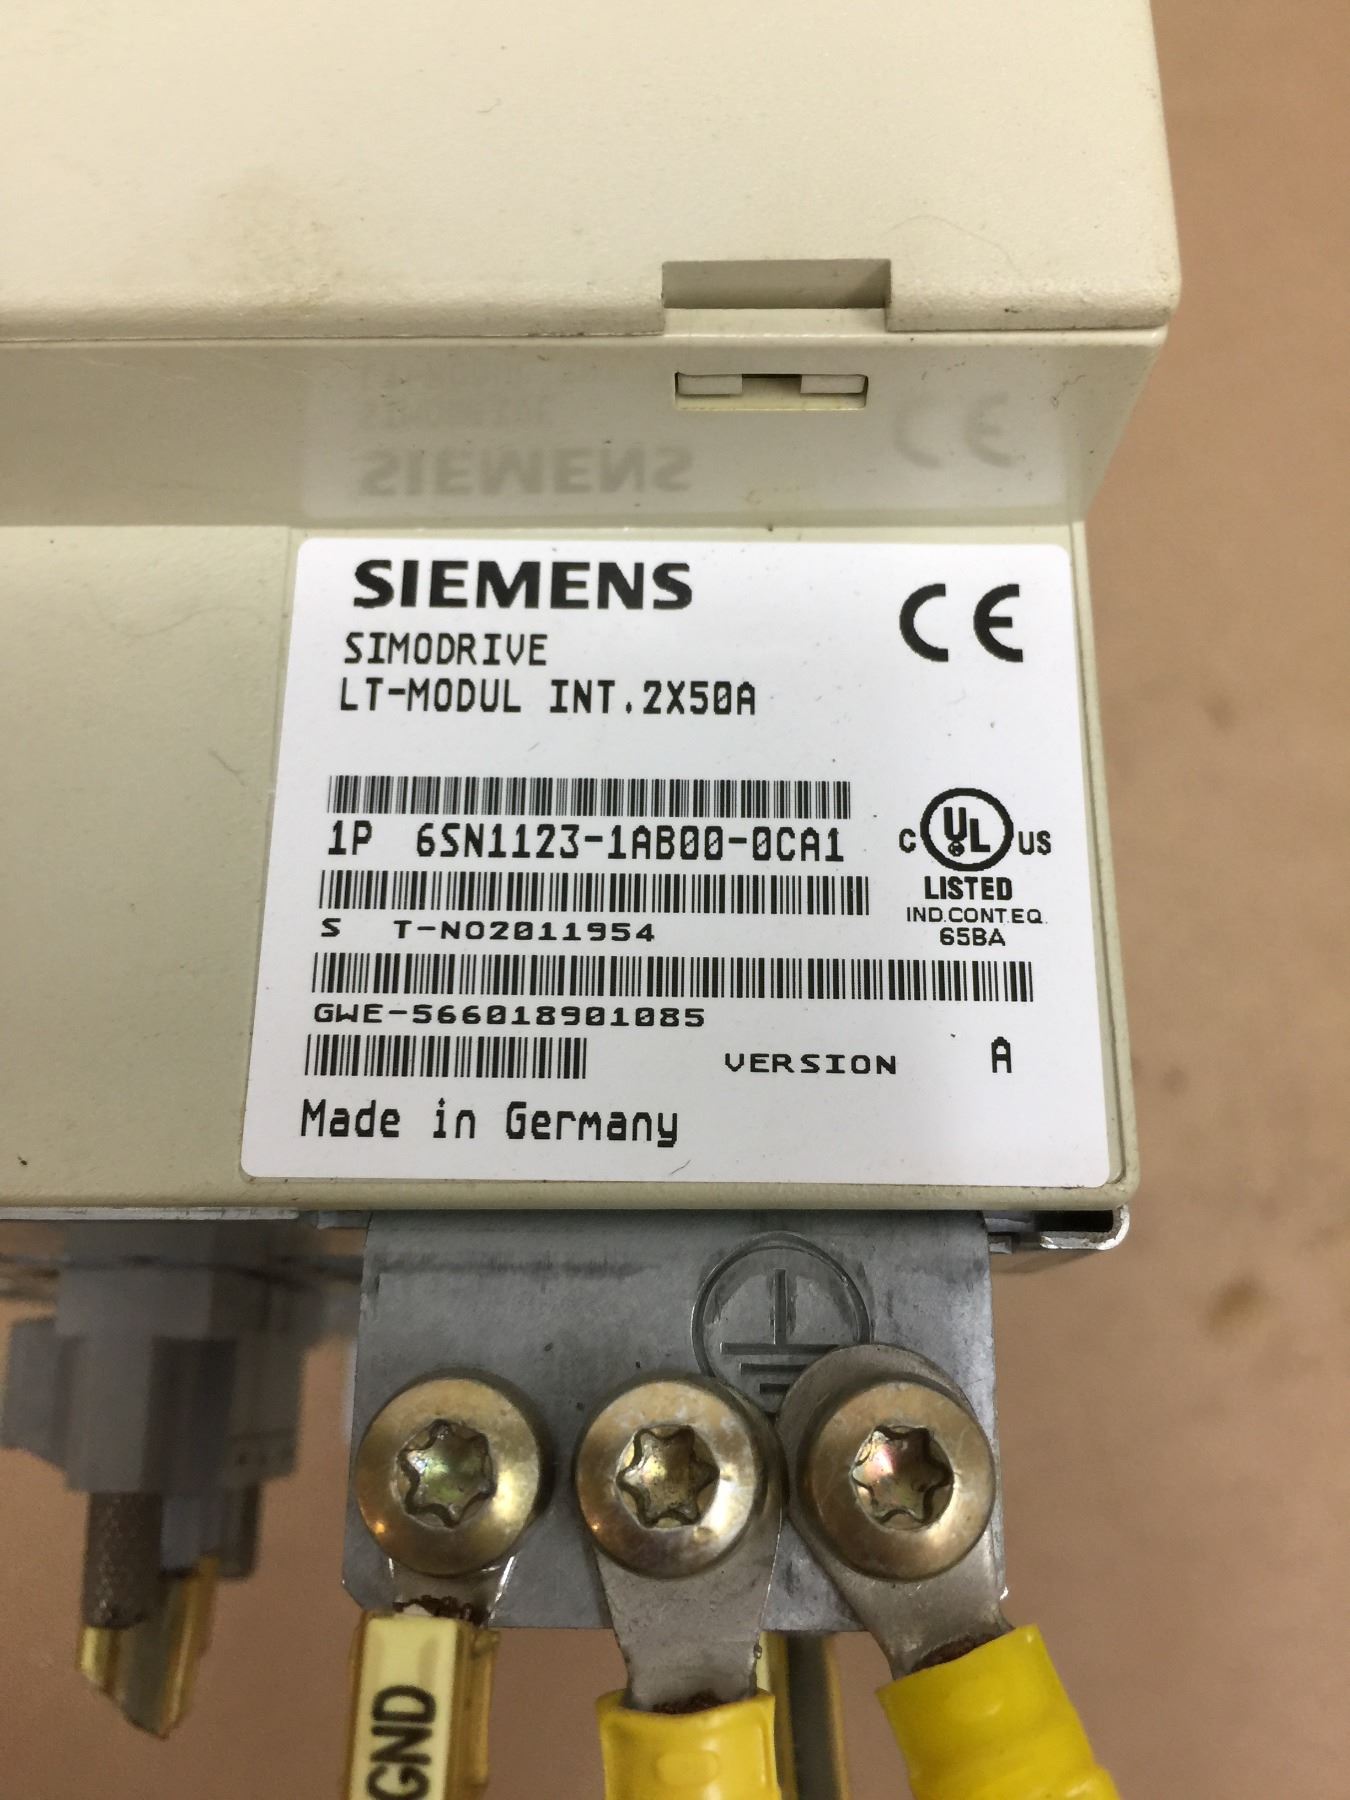 SIEMENS
CE
SIMODRIVE
LT-MODUL INT.2X50A
1P 6SN1123-1AB00-0CA1
C UL US
LISTED
IND.CONT.EQ.
65BA
S T-NO2011954
GWE-566018901085
VERSION A
Made in Germany
GND